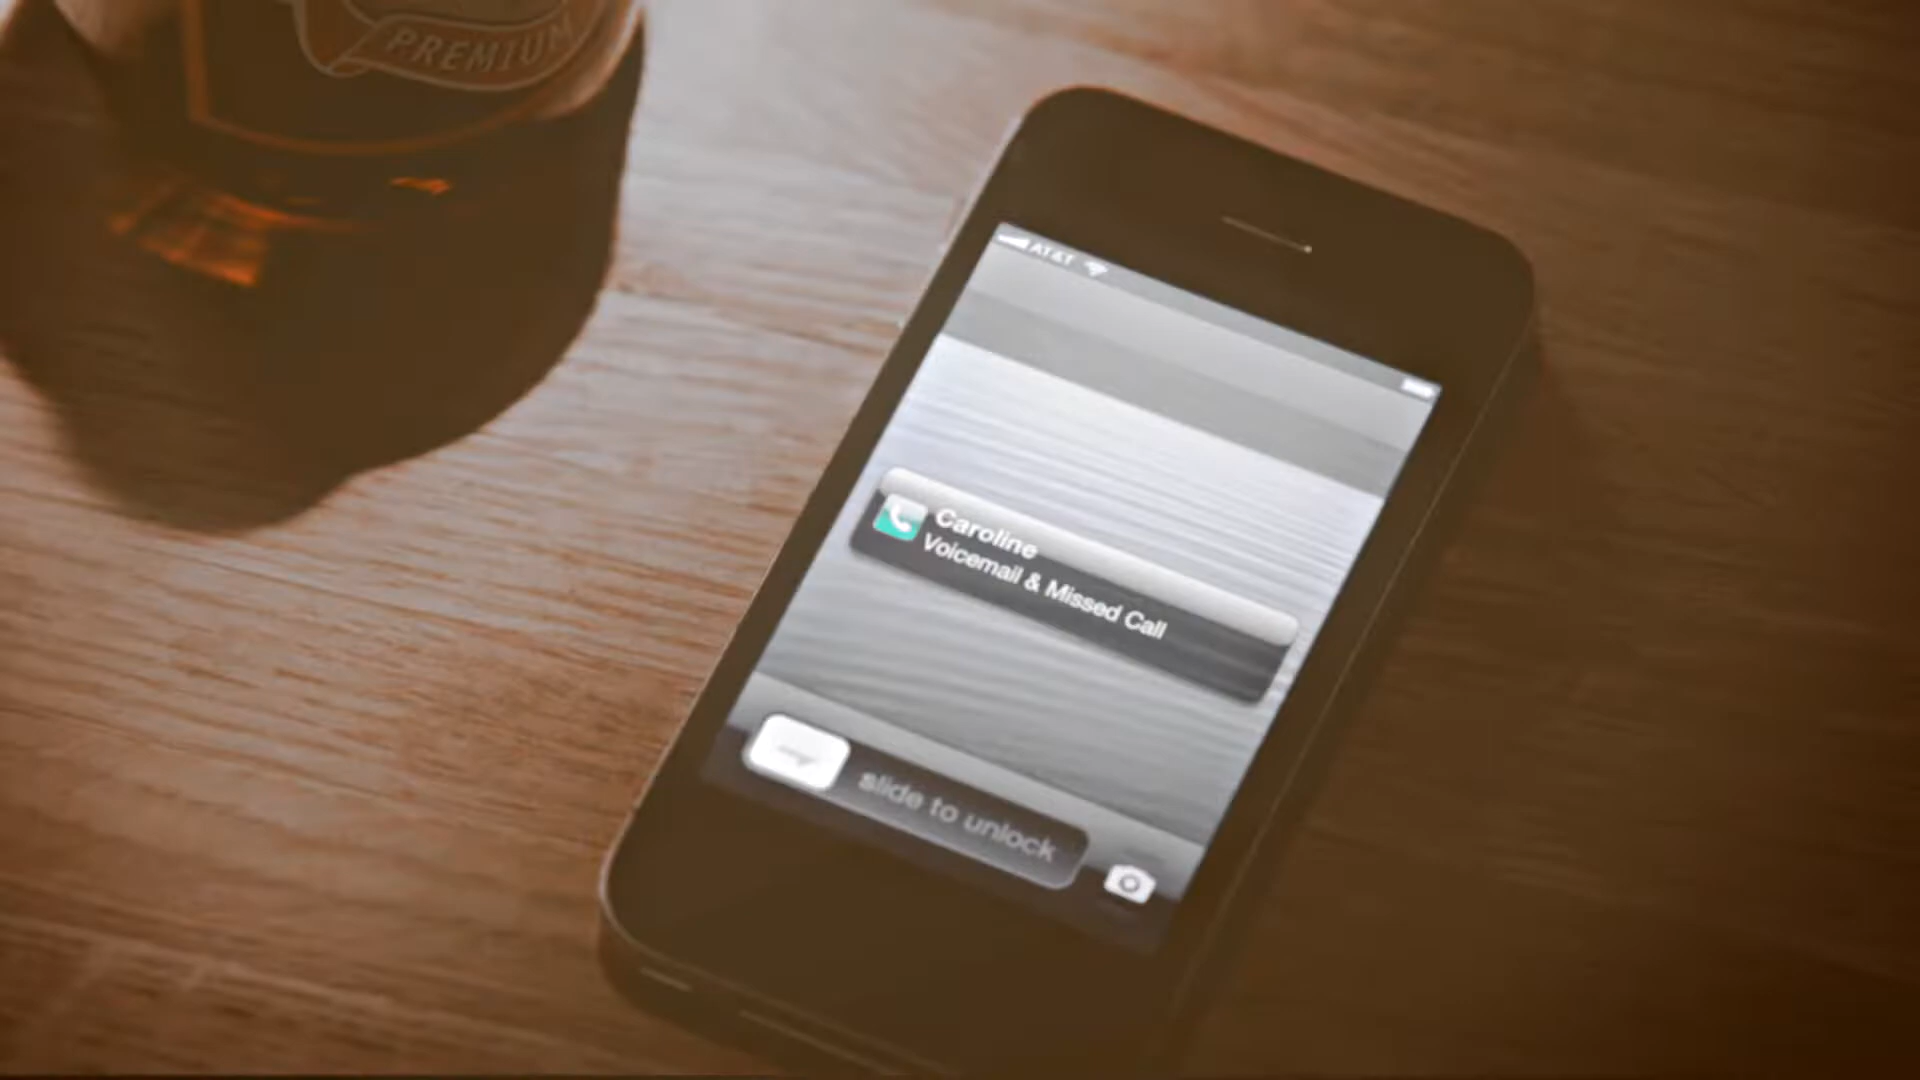 PREMIUM
AT&T
Caroline
Voicemail & Missed Call
slide to unlock